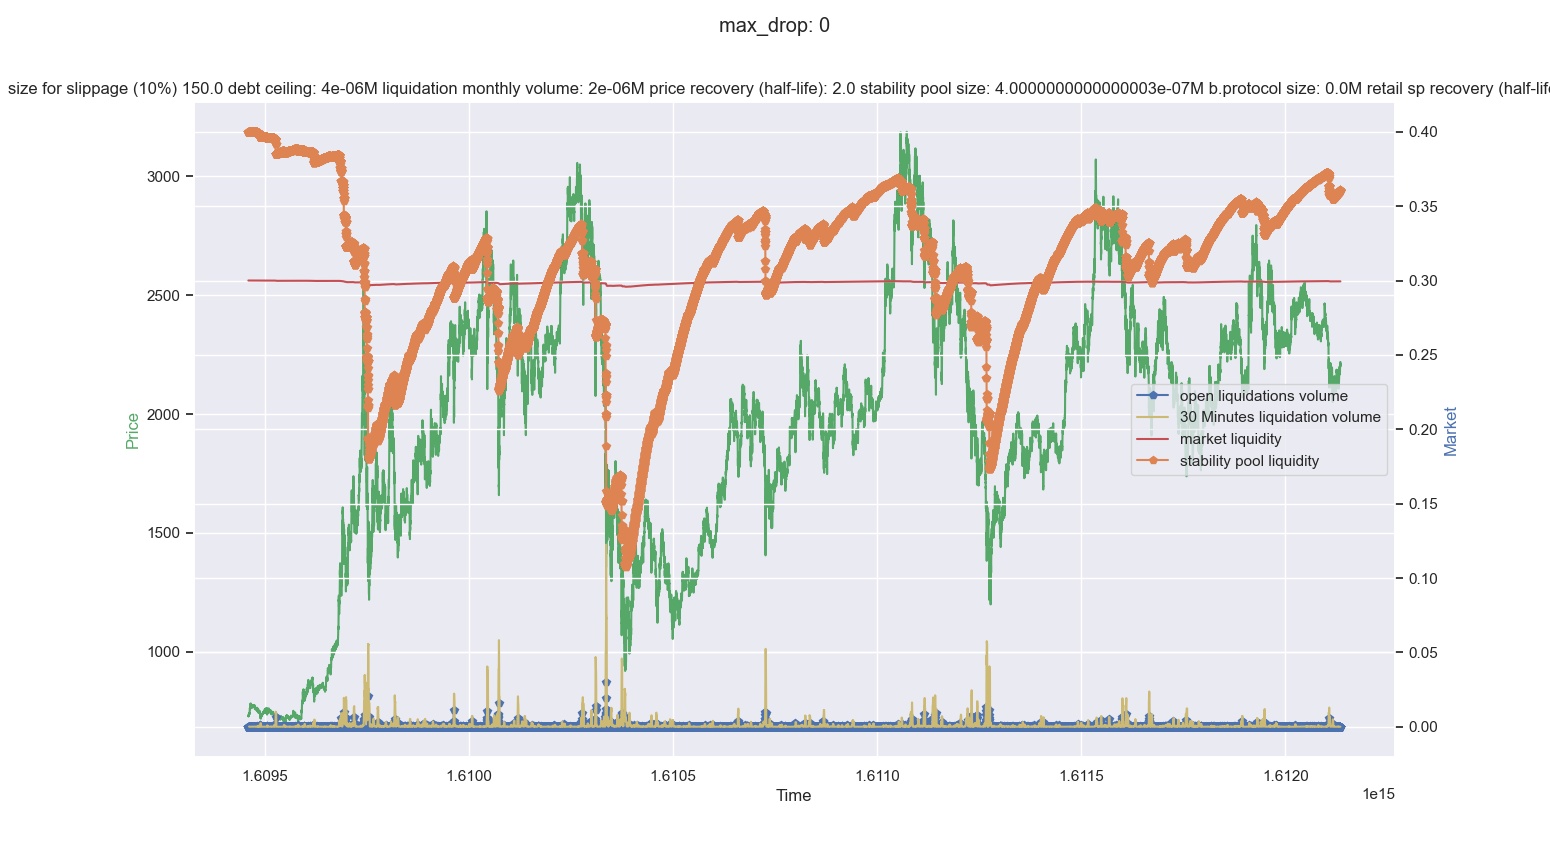 max_drop: 0
size for slippage (10%) 150.0 debt ceiling: 4e-06M liquidation monthly volume: 2e-06M price recovery (half-life): 2.0 stability pool size: 4.0000000000000003e-07M b.protocol size: 0.0M retail sp recovery (half-life
3000
2500
2000
1500
1000
Price
0.40
0.35
0.30
0.25
0.20
0.15
0.10
0.05
0.00
Market
open liquidations volume
30 Minutes liquidation volume
market liquidity
stability pool liquidity
1.6095 1.6100 1.6105 1.6110 1.6115 1.6120
Time
1e15